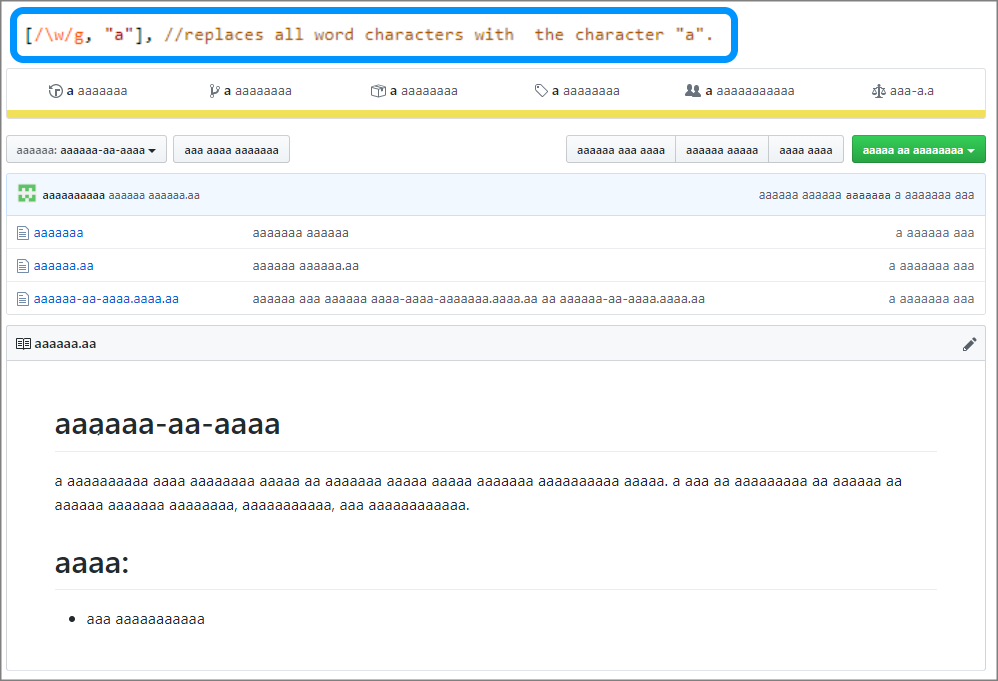 [/\w/g, "a"], //replaces all word characters with  the character "a".
a aaaaaaa a aaaaaaaa a aaaaaaaa a aaaaaaaa a aaaaaaaaaaa aaa-a.a
aaaaaa: aaaaaa-aa-aaaa aaa aaaa aaaaaaa aaaaaa aaa aaaa aaaaaa aaaaa aaaa aaaa aaaaa aa aaaaaaaa
aaaaaaaaaa aaaaaa aaaaaa.aa aaaaaa aaaaaa aaaaaaa a aaaaaaa aaa
aaaaaaa aaaaaaa aaaaaa a aaaaaa aaa
aaaaaa.aa aaaaaa aaaaaa.aa a aaaaaaa aaa
aaaaaa-aa-aaaa.aaaa.aa aaaaaa aaa aaaaaa aaaa-aaaa-aaaaaaa.aaaa.aa aa aaaaaa-aa-aaaa.aaaa.aa a aaaaaaa aaa
aaaaaa.aa
aaaaaa-aa-aaaa
a aaaaaaaaaa aaaa aaaaaaaa aaaaa aa aaaaaaa aaaaa aaaaa aaaaaaa aaaaaaaaaa aaaaa. a aaa aa aaaaaaaaa aa aaaaaa aa
aaaaaa aaaaaaa aaaaaaaa, aaaaaaaaaaa, aaa aaaaaaaaaaaa.
aaaa:
aaa aaaaaaaaaaa